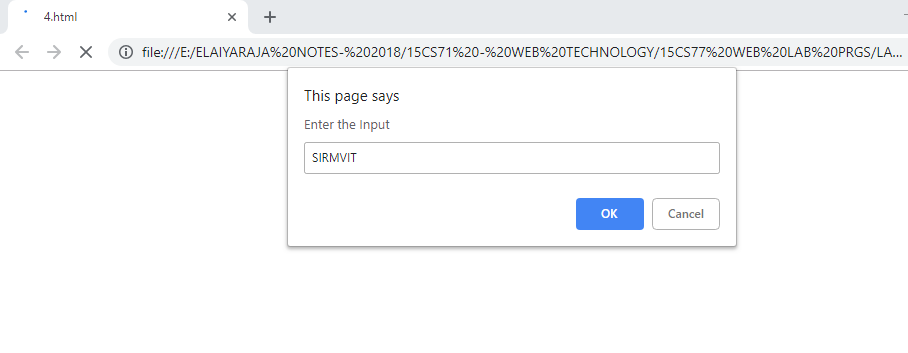 4.html
file:///E:/ELAIYARAJA%20NOTES-%202018/15CS71%20-%20WEB%20TECHNOLOGY/15CS77%20WEB%20LAB%20PRGS/LA...
This page says
Enter the Input
SIRMVIT
OK Cancel